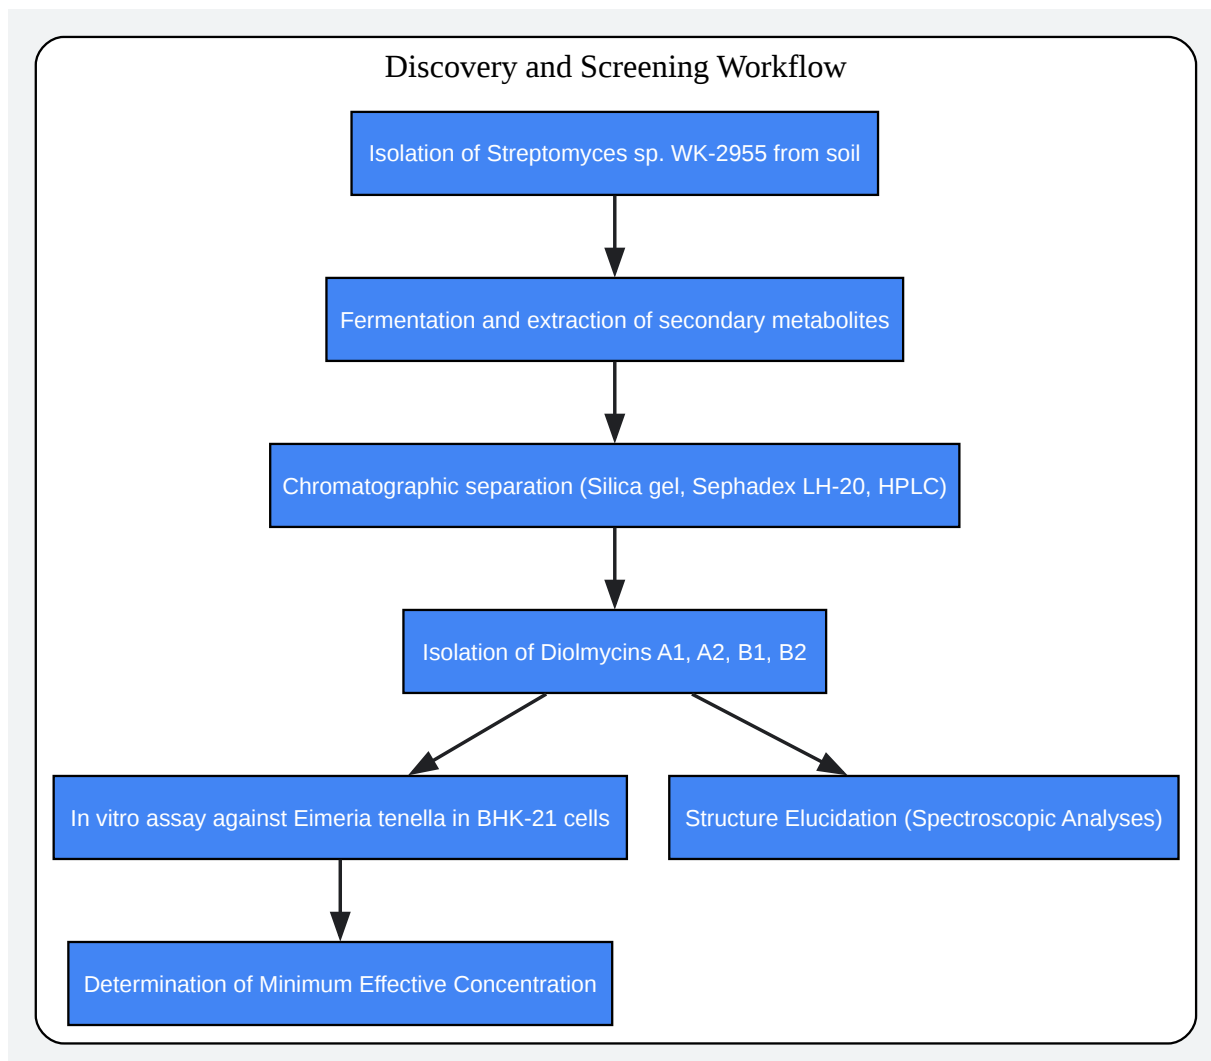 Discovery and Screening Workflow
Isolation of Streptomyces sp. WK-2955 from soil
Fermentation and extraction of secondary metabolites
Chromatographic separation (Silica gel, Sephadex LH-20, HPLC)
Isolation of Diolmycins A1, A2, B1, B2
In vitro assay against Eimeria tenella in BHK-21 cells
Structure Elucidation (Spectroscopic Analyses)
Determination of Minimum Effective Concentration